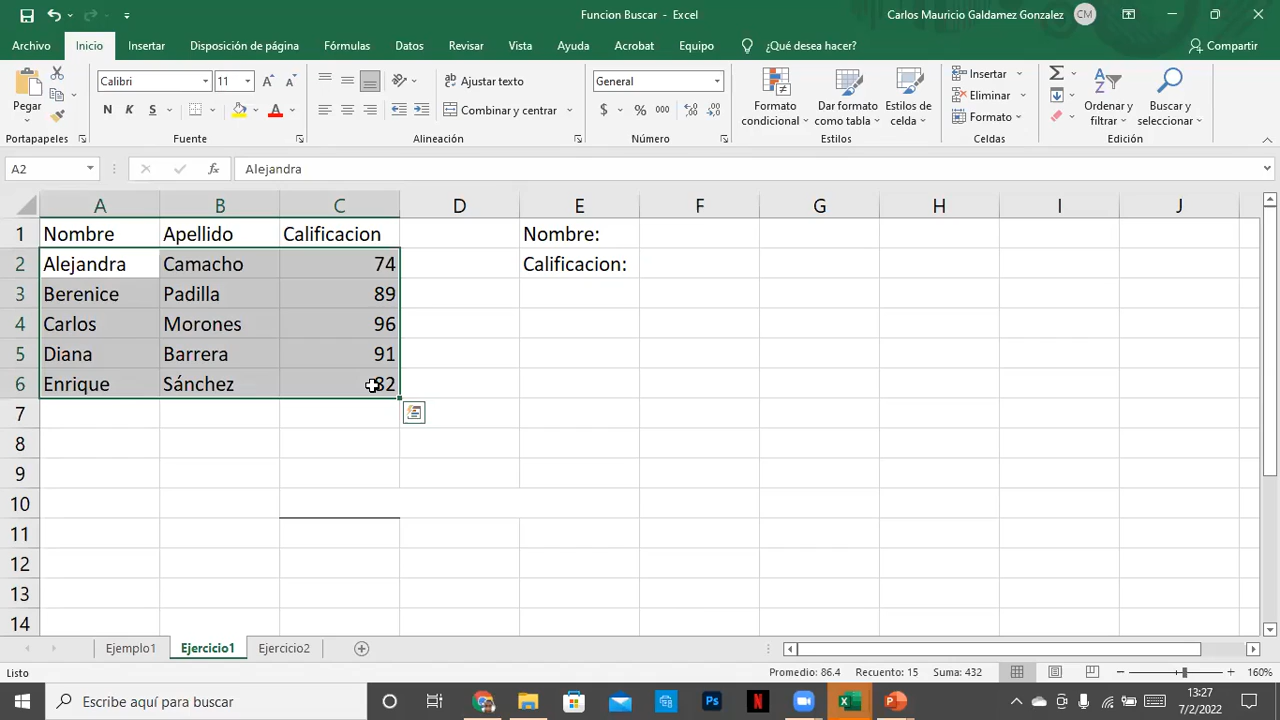 Funcion Buscar - Excel
Carlos Mauricio Galdamez Gonzalez CM
Archivo Inicio Insertar Disposición de página Fórmulas Datos Revisar Vista Ayuda Acrobat Equipo ¿Qué desea hacer? Compartir
Pegar
Calibri 11
N K S
Ajustar texto
Combinar y centrar
General
$ % 000
Formato condicional
Dar formato como tabla
Estilos de celda
Insertar
Eliminar
Formato
Ordenar y filtrar
Buscar y seleccionar
Portapapeles Fuente Alineación Número Estilos Celdas Edición
A2 fx Alejandra
A B C D E F G H I J
1 Nombre Apellido Calificacion Nombre:
2 Alejandra Camacho 74 Calificacion:
3 Berenice Padilla 89
4 Carlos Morones 96
5 Diana Barrera 91
6 Enrique Sánchez 82
7
8
9
10
11
12
13
14
Ejemplo1 Ejercicio1 Ejercicio2
Listo Promedio: 86.4 Recuento: 15 Suma: 432 160%
Escribe aquí para buscar
13:27
7/2/2022